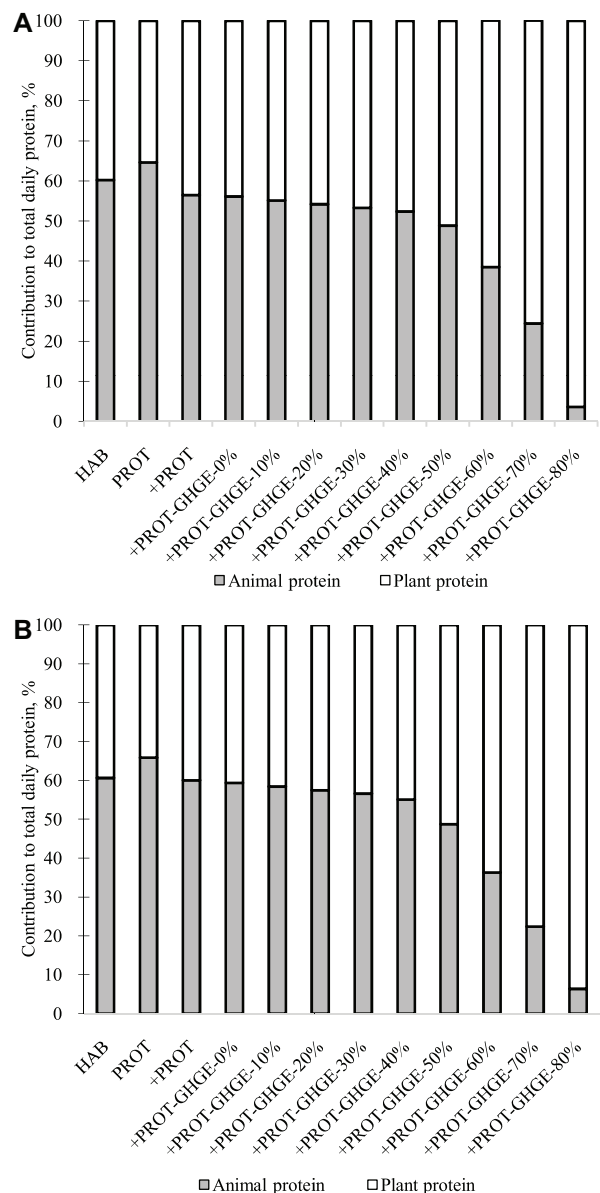 A
Contribution to total daily protein, %
100
90
80
70
60
50
40
30
20
10
0
HAB
PROT
+PROT
+PROT-GHGE-0%
+PROT-GHGE-10%
+PROT-GHGE-20%
+PROT-GHGE-30%
+PROT-GHGE-40%
+PROT-GHGE-50%
+PROT-GHGE-60%
+PROT-GHGE-70%
+PROT-GHGE-80%
Animal protein Plant protein
B
Contribution to total daily protein, %
100
90
80
70
60
50
40
30
20
10
0
HAB
PROT
+PROT
+PROT-GHGE-0%
+PROT-GHGE-10%
+PROT-GHGE-20%
+PROT-GHGE-30%
+PROT-GHGE-40%
+PROT-GHGE-50%
+PROT-GHGE-60%
+PROT-GHGE-70%
+PROT-GHGE-80%
Animal protein Plant protein